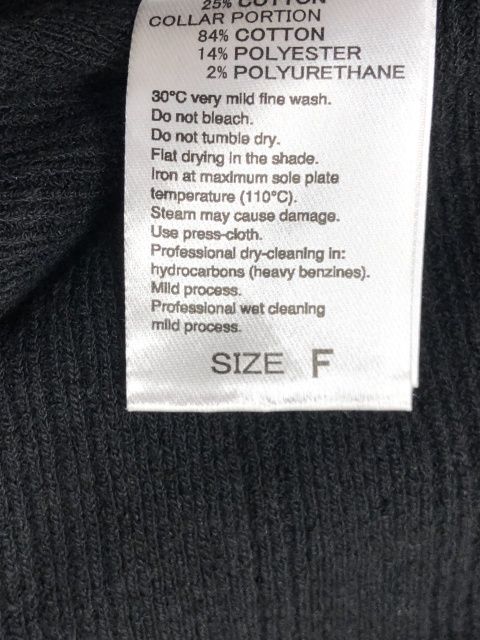 25% COTTON
COLLAR PORTION
84% COTTON
14% POLYESTER
2% POLYURETHANE
30°C very mild fine wash.
Do not bleach.
Do not tumble dry.
Flat drying in the shade.
Iron at maximum sole plate
temperature (110°C).
Steam may cause damage.
Use press-cloth.
Professional dry-cleaning in:
hydrocarbons (heavy benzines).
Mild process.
Professional wet cleaning
mild process.
SIZE F